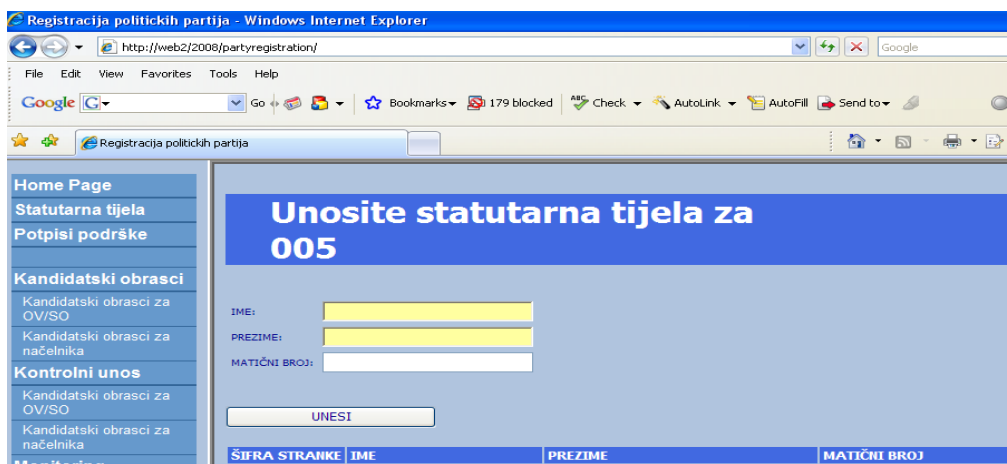 Registracija politickih partija - Windows Internet Explorer
http://web2/2008/partyregistration/
Google
File Edit View Favorites Tools Help
Google G Go Bookmarks 179 blocked ABC Check AutoLink AutoFill Send to
Registracija politickih partija
Home Page
Statutarna tijela
Potpisi podrške
Kandidatski obrasci
Kandidatski obrasci za
OV/SO
Kandidatski obrasci za
načelnika
Kontrolni unos
Kandidatski obrasci za
OV/SO
Kandidatski obrasci za
načelnika
Monitoring
Unosite statutarna tijela za
005
IME:
PREZIME:
MATIČNI BROJ:
UNESI
ŠIFRA STRANKE IME PREZIME MATIČNI BROJ